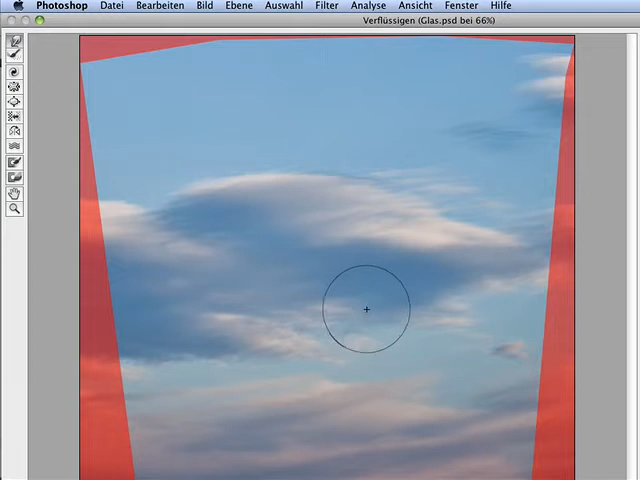 Photoshop Datei Bearbeiten Bild Ebene Auswahl Filter Analyse Ansicht Fenster Hilfe
Verflüssigen (Glas.psd bei 66%)